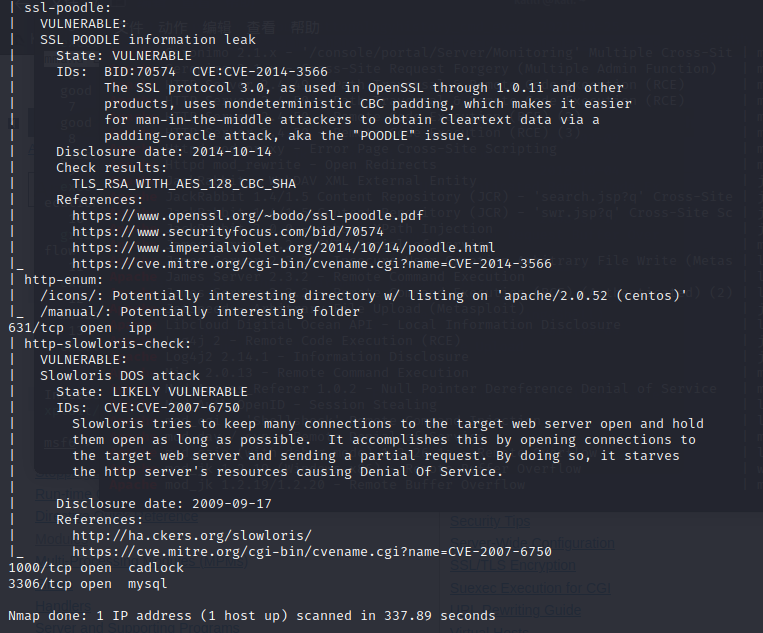 | ssl-poodle:
|   VULNERABLE:
|   SSL POODLE information leak
|     State: VULNERABLE
|     IDs:  BID:70574  CVE:CVE-2014-3566
|           The SSL protocol 3.0, as used in OpenSSL through 1.0.1i and other
|           products, uses nondeterministic CBC padding, which makes it easier
|           for man-in-the-middle attackers to obtain cleartext data via a
|           padding-oracle attack, aka the "POODLE" issue.
|     Disclosure date: 2014-10-14
|     Check results:
|       TLS_RSA_WITH_AES_128_CBC_SHA
|     References:
|       https://www.openssl.org/~bodo/ssl-poodle.pdf
|       https://www.securityfocus.com/bid/70574
|       https://www.imperialviolet.org/2014/10/14/poodle.html
|_      https://cve.mitre.org/cgi-bin/cvename.cgi?name=CVE-2014-3566
| http-enum:
|   /icons/: Potentially interesting directory w/ listing on 'apache/2.0.52 (centos)'
|_  /manual/: Potentially interesting folder
631/tcp  open  ipp
| http-slowloris-check:
|   VULNERABLE:
|   Slowloris DOS attack
|     State: LIKELY VULNERABLE
|     IDs:  CVE:CVE-2007-6750
|       Slowloris tries to keep many connections to the target web server open and hold
|       them open as long as possible.  It accomplishes this by opening connections to
|       the target web server and sending a partial request. By doing so, it starves
|       the http server's resources causing Denial Of Service.
|
|     Disclosure date: 2009-09-17
|     References:
|       http://ha.ckers.org/slowloris/
|_      https://cve.mitre.org/cgi-bin/cvename.cgi?name=CVE-2007-6750
1000/tcp open  cadlock
3306/tcp open  mysql

Nmap done: 1 IP address (1 host up) scanned in 337.89 seconds